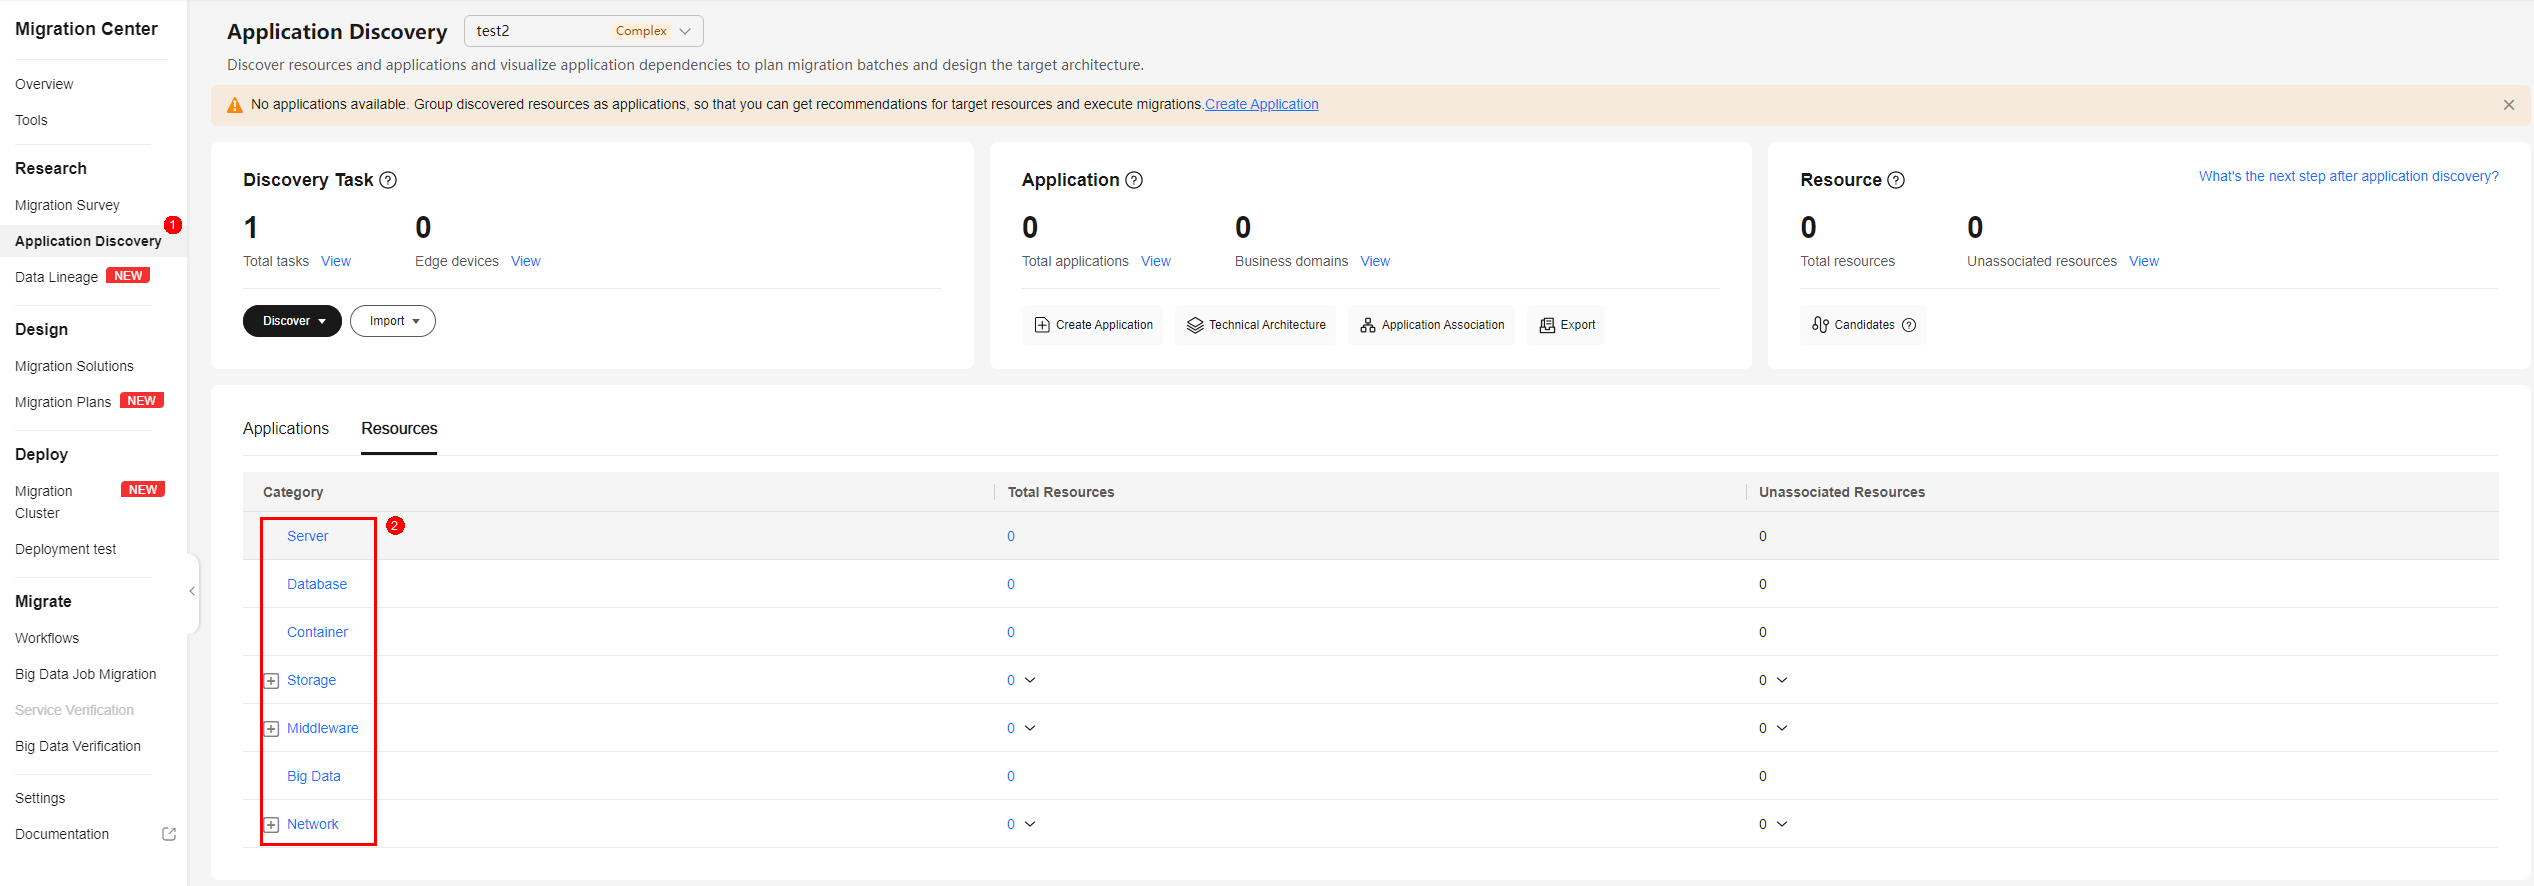 Migration Center
Overview
Tools
Research
Migration Survey
Application Discovery 1
Data Lineage NEW
Design
Migration Solutions
Migration Plans NEW
Deploy
Migration Cluster NEW
Deployment test
Migrate
Workflows
Big Data Job Migration
Service Verification
Big Data Verification
Settings
Documentation
Application Discovery test2 Complex
Discover resources and applications and visualize application dependencies to plan migration batches and design the target architecture.
No applications available. Group discovered resources as applications, so that you can get recommendations for target resources and execute migrations.Create Application
Discovery Task
1 0
Total tasks View Edge devices View
Discover Import
Application
0 0
Total applications View Business domains View
Create Application Technical Architecture Application Association Export
Resource What's the next step after application discovery?
0 0
Total resources Unassociated resources View
Candidates
Applications Resources
Category Total Resources Unassociated Resources
Server 2 0 0
Database 0 0
Container 0 0
Storage 0 0
Middleware 0 0
Big Data 0 0
Network 0 0